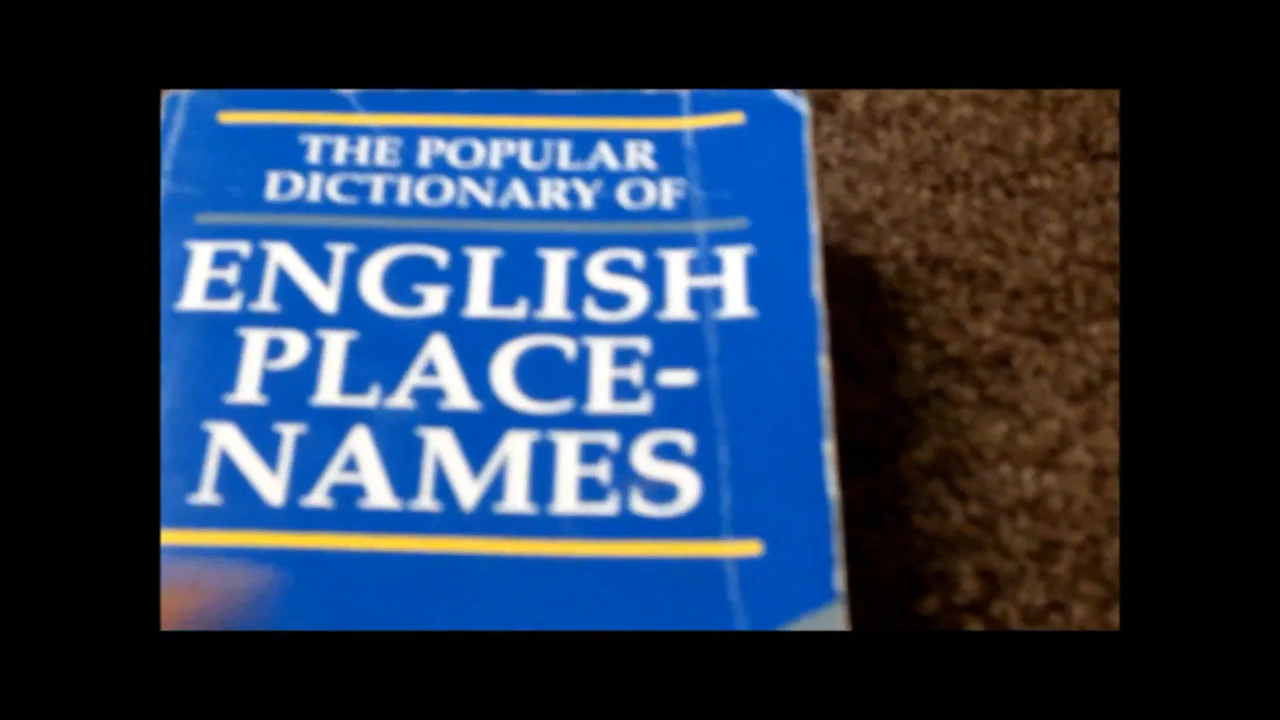 THE POPULAR
DICTIONARY OF
ENGLISH
PLACE-
NAMES